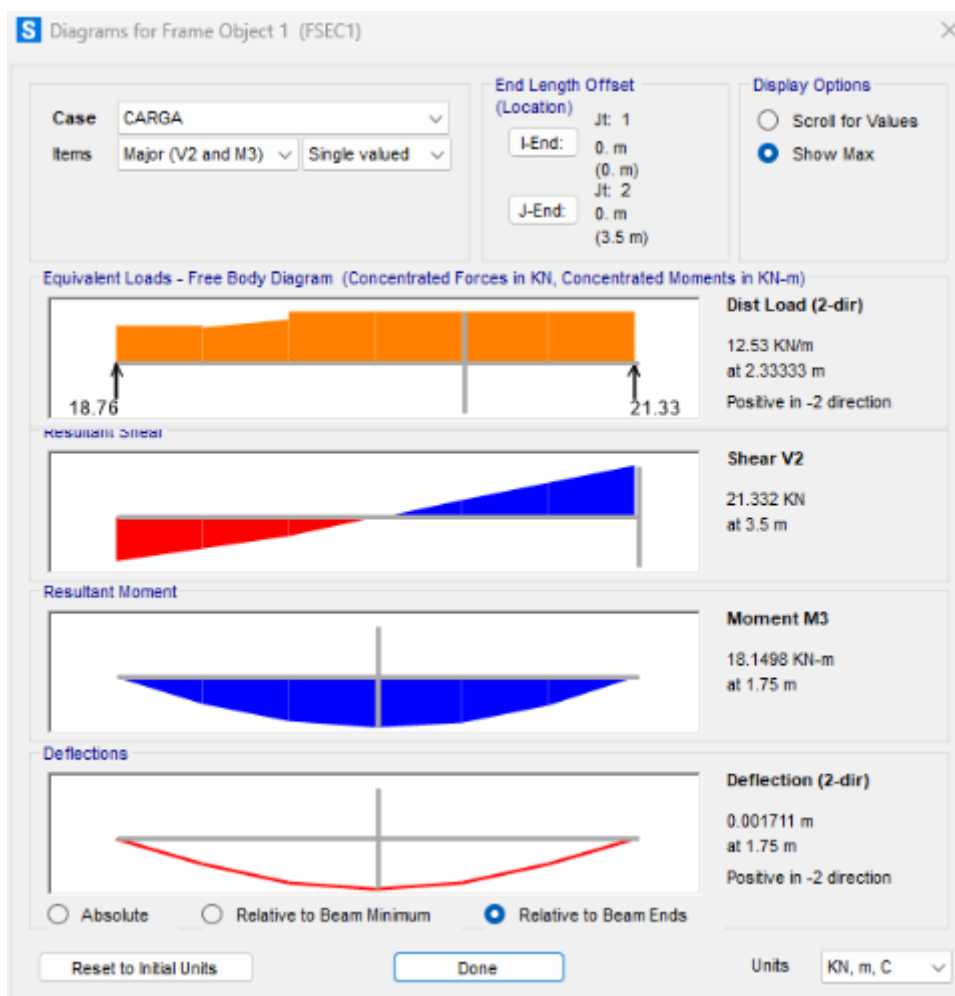 S Diagrams for Frame Object 1 (FSEC1)
Case CARGA
Items Major (V2 and M3) Single valued
End Length Offset
(Location)
Jt: 1
I-End: 0. m
(0. m)
Jt: 2
J-End: 0. m
(3.5 m)
Display Options
Scroll for Values
Show Max
Equivalent Loads - Free Body Diagram (Concentrated Forces in KN, Concentrated Moments in KN-m)
18.76
21.33
Dist Load (2-dir)
12.53 KN/m
at 2.33333 m
Positive in -2 direction
Resultant Shear
Shear V2
21.332 KN
at 3.5 m
Resultant Moment
Moment M3
18.1498 KN-m
at 1.75 m
Deflections
Deflection (2-dir)
0.001711 m
at 1.75 m
Positive in -2 direction
Absolute Relative to Beam Minimum Relative to Beam Ends
Reset to Initial Units Done Units KN, m, C